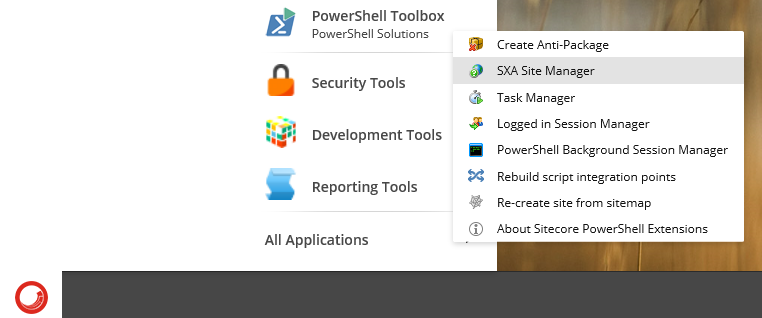 PowerShell Toolbox
PowerShell Solutions
Security Tools
Development Tools
Reporting Tools
All Applications
Create Anti-Package
SXA Site Manager
Task Manager
Logged in Session Manager
PowerShell Background Session Manager
Rebuild script integration points
Re-create site from sitemap
About Sitecore PowerShell Extensions